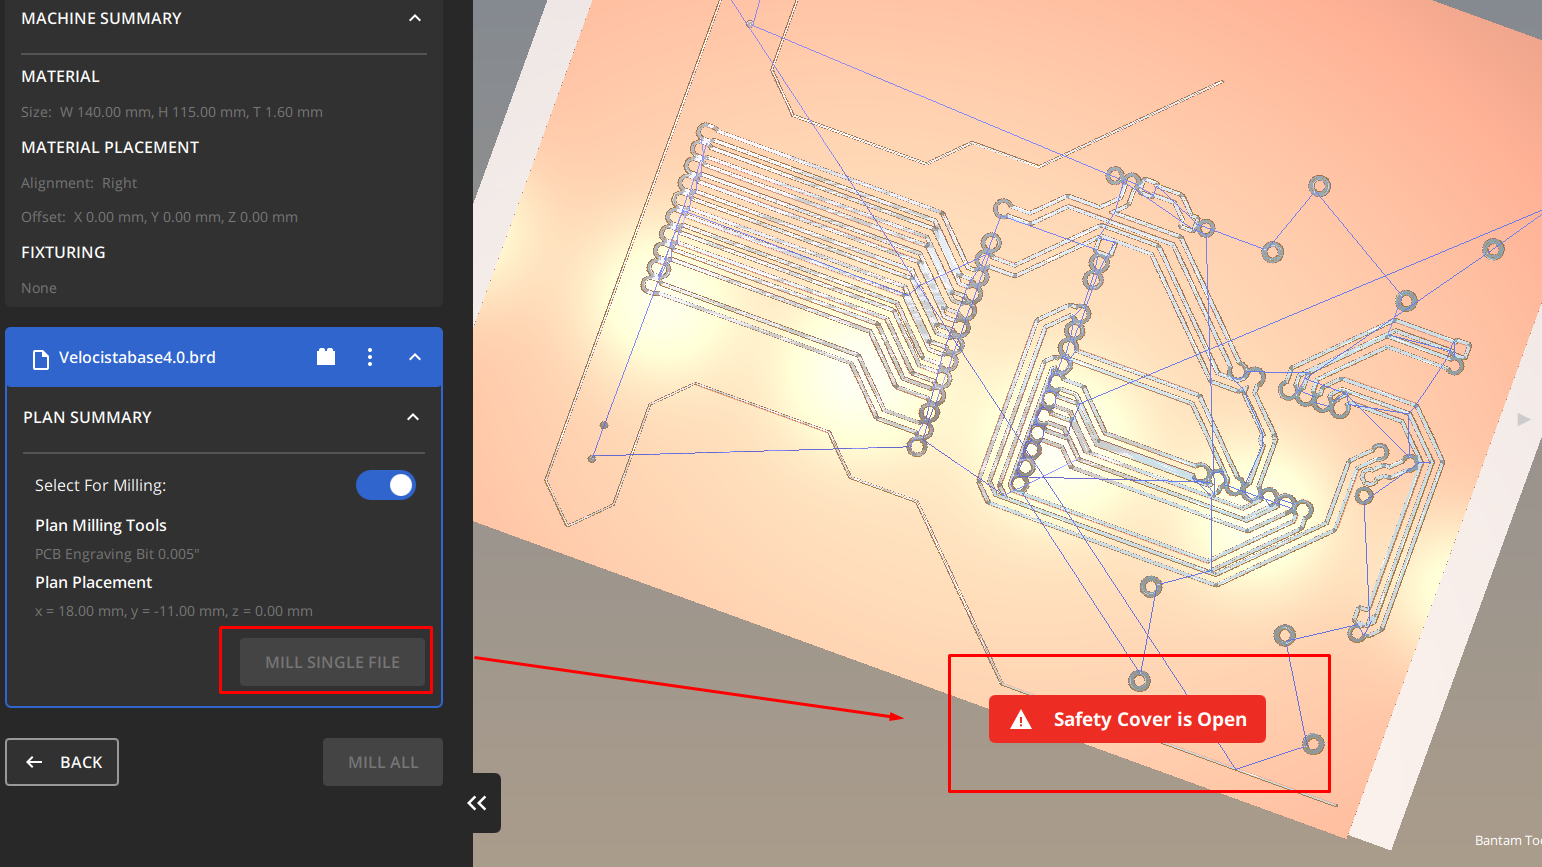 MACHINE SUMMARY
MATERIAL
Size: W 140.00 mm, H 115.00 mm, T 1.60 mm
MATERIAL PLACEMENT
Alignment: Right
Offset: X 0.00 mm, Y 0.00 mm, Z 0.00 mm
FIXTURING
None
Velocistabase4.0.brd
PLAN SUMMARY
Select For Milling:
Plan Milling Tools
PCB Engraving Bit 0.005"
Plan Placement
x = 18.00 mm, y = -11.00 mm, z = 0.00 mm
MILL SINGLE FILE
BACK
MILL ALL
Safety Cover is Open
Bantam